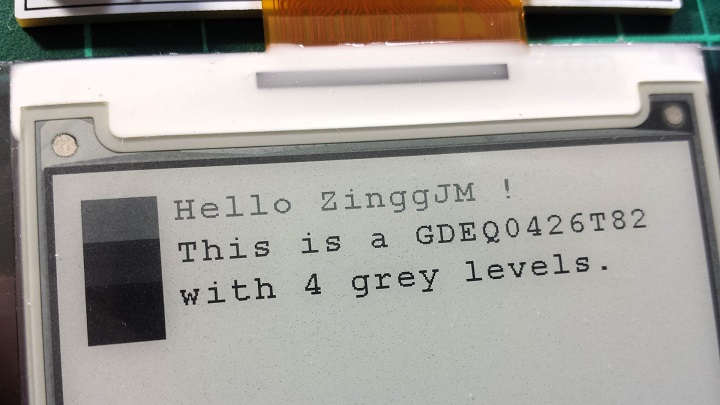 Hello ZinggJM !
This is a GDEQ0426T82
with 4 grey levels.